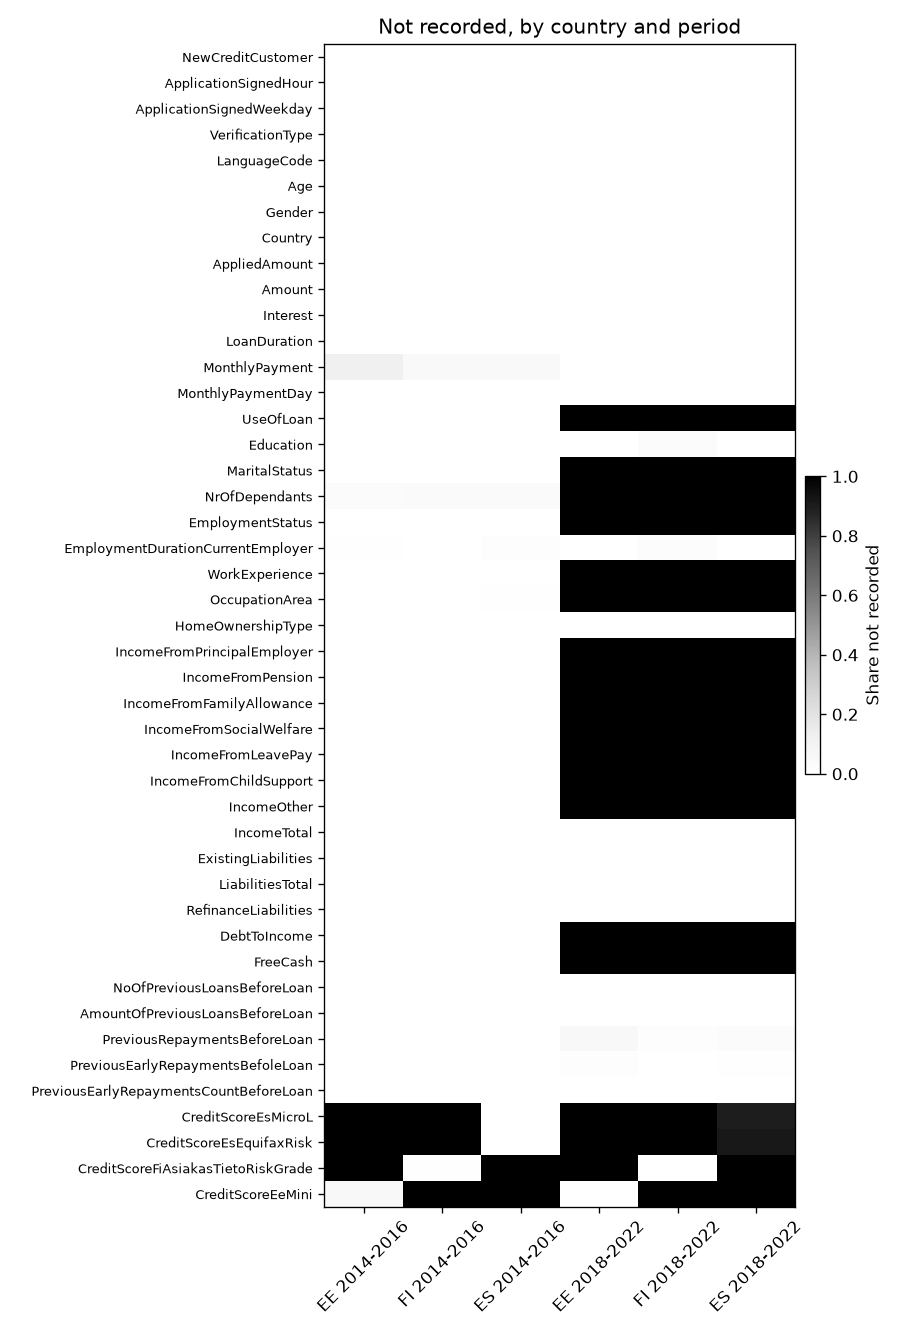 Not recorded, by country and period
NewCreditCustomer
ApplicationSignedHour
ApplicationSignedWeekday
VerificationType
LanguageCode
Age
Gender
Country
AppliedAmount
Amount
Interest
LoanDuration
MonthlyPayment
MonthlyPaymentDay
UseOfLoan
Education
MaritalStatus
NrOfDependants
EmploymentStatus
EmploymentDurationCurrentEmployer
WorkExperience
OccupationArea
HomeOwnershipType
IncomeFromPrincipalEmployer
IncomeFromPension
IncomeFromFamilyAllowance
IncomeFromSocialWelfare
IncomeFromLeavePay
IncomeFromChildSupport
IncomeOther
IncomeTotal
ExistingLiabilities
LiabilitiesTotal
RefinanceLiabilities
DebtToIncome
FreeCash
NoOfPreviousLoansBeforeLoan
AmountOfPreviousLoansBeforeLoan
PreviousRepaymentsBeforeLoan
PreviousEarlyRepaymentsBefoleLoan
PreviousEarlyRepaymentsCountBeforeLoan
CreditScoreEsMicroL
CreditScoreEsEquifaxRisk
CreditScoreFiAsiakasTietoRiskGrade
CreditScoreEeMini
EE 2014-2016
FI 2014-2016
ES 2014-2016
EE 2018-2022
FI 2018-2022
ES 2018-2022
1.0
0.8
0.6
0.4
0.2
0.0
Share not recorded